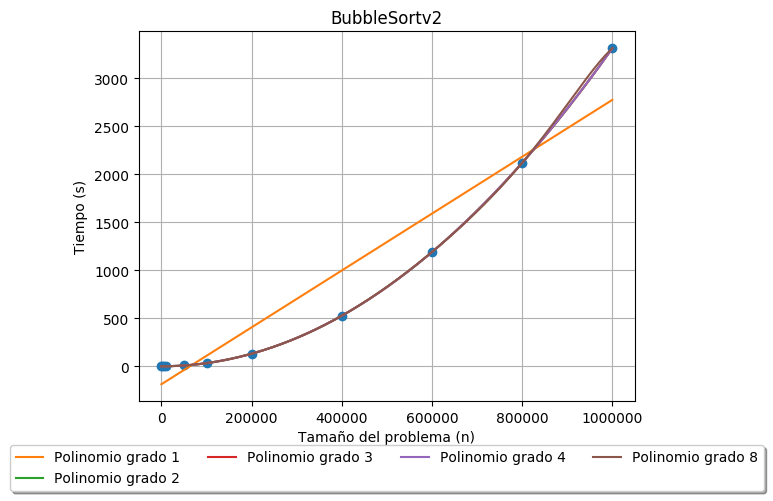 BubbleSortv2
Tiempo (s)
3000
2500
2000
1500
1000
500
0
0 200000 400000 600000 800000 1000000
Tamaño del problema (n)
Polinomio grado 1 Polinomio grado 3 Polinomio grado 4 Polinomio grado 8
Polinomio grado 2